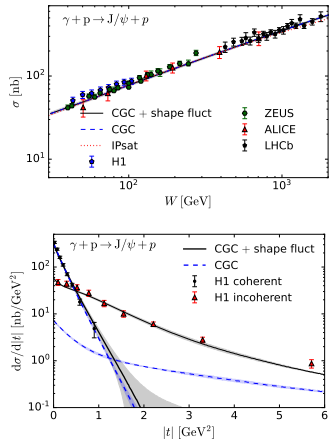 γ + p → J/ψ + p
10²
10¹
σ [nb]
CGC + shape fluct
CGC
IPsat
H1
ZEUS
ALICE
LHCb
10² 10³
W [GeV]
γ + p → J/ψ + p
CGC + shape fluct
CGC
H1 coherent
H1 incoherent
10²
10¹
10⁰
10⁻¹
dσ/d|t| [nb/GeV²]
0 1 2 3 4 5 6
|t| [GeV²]